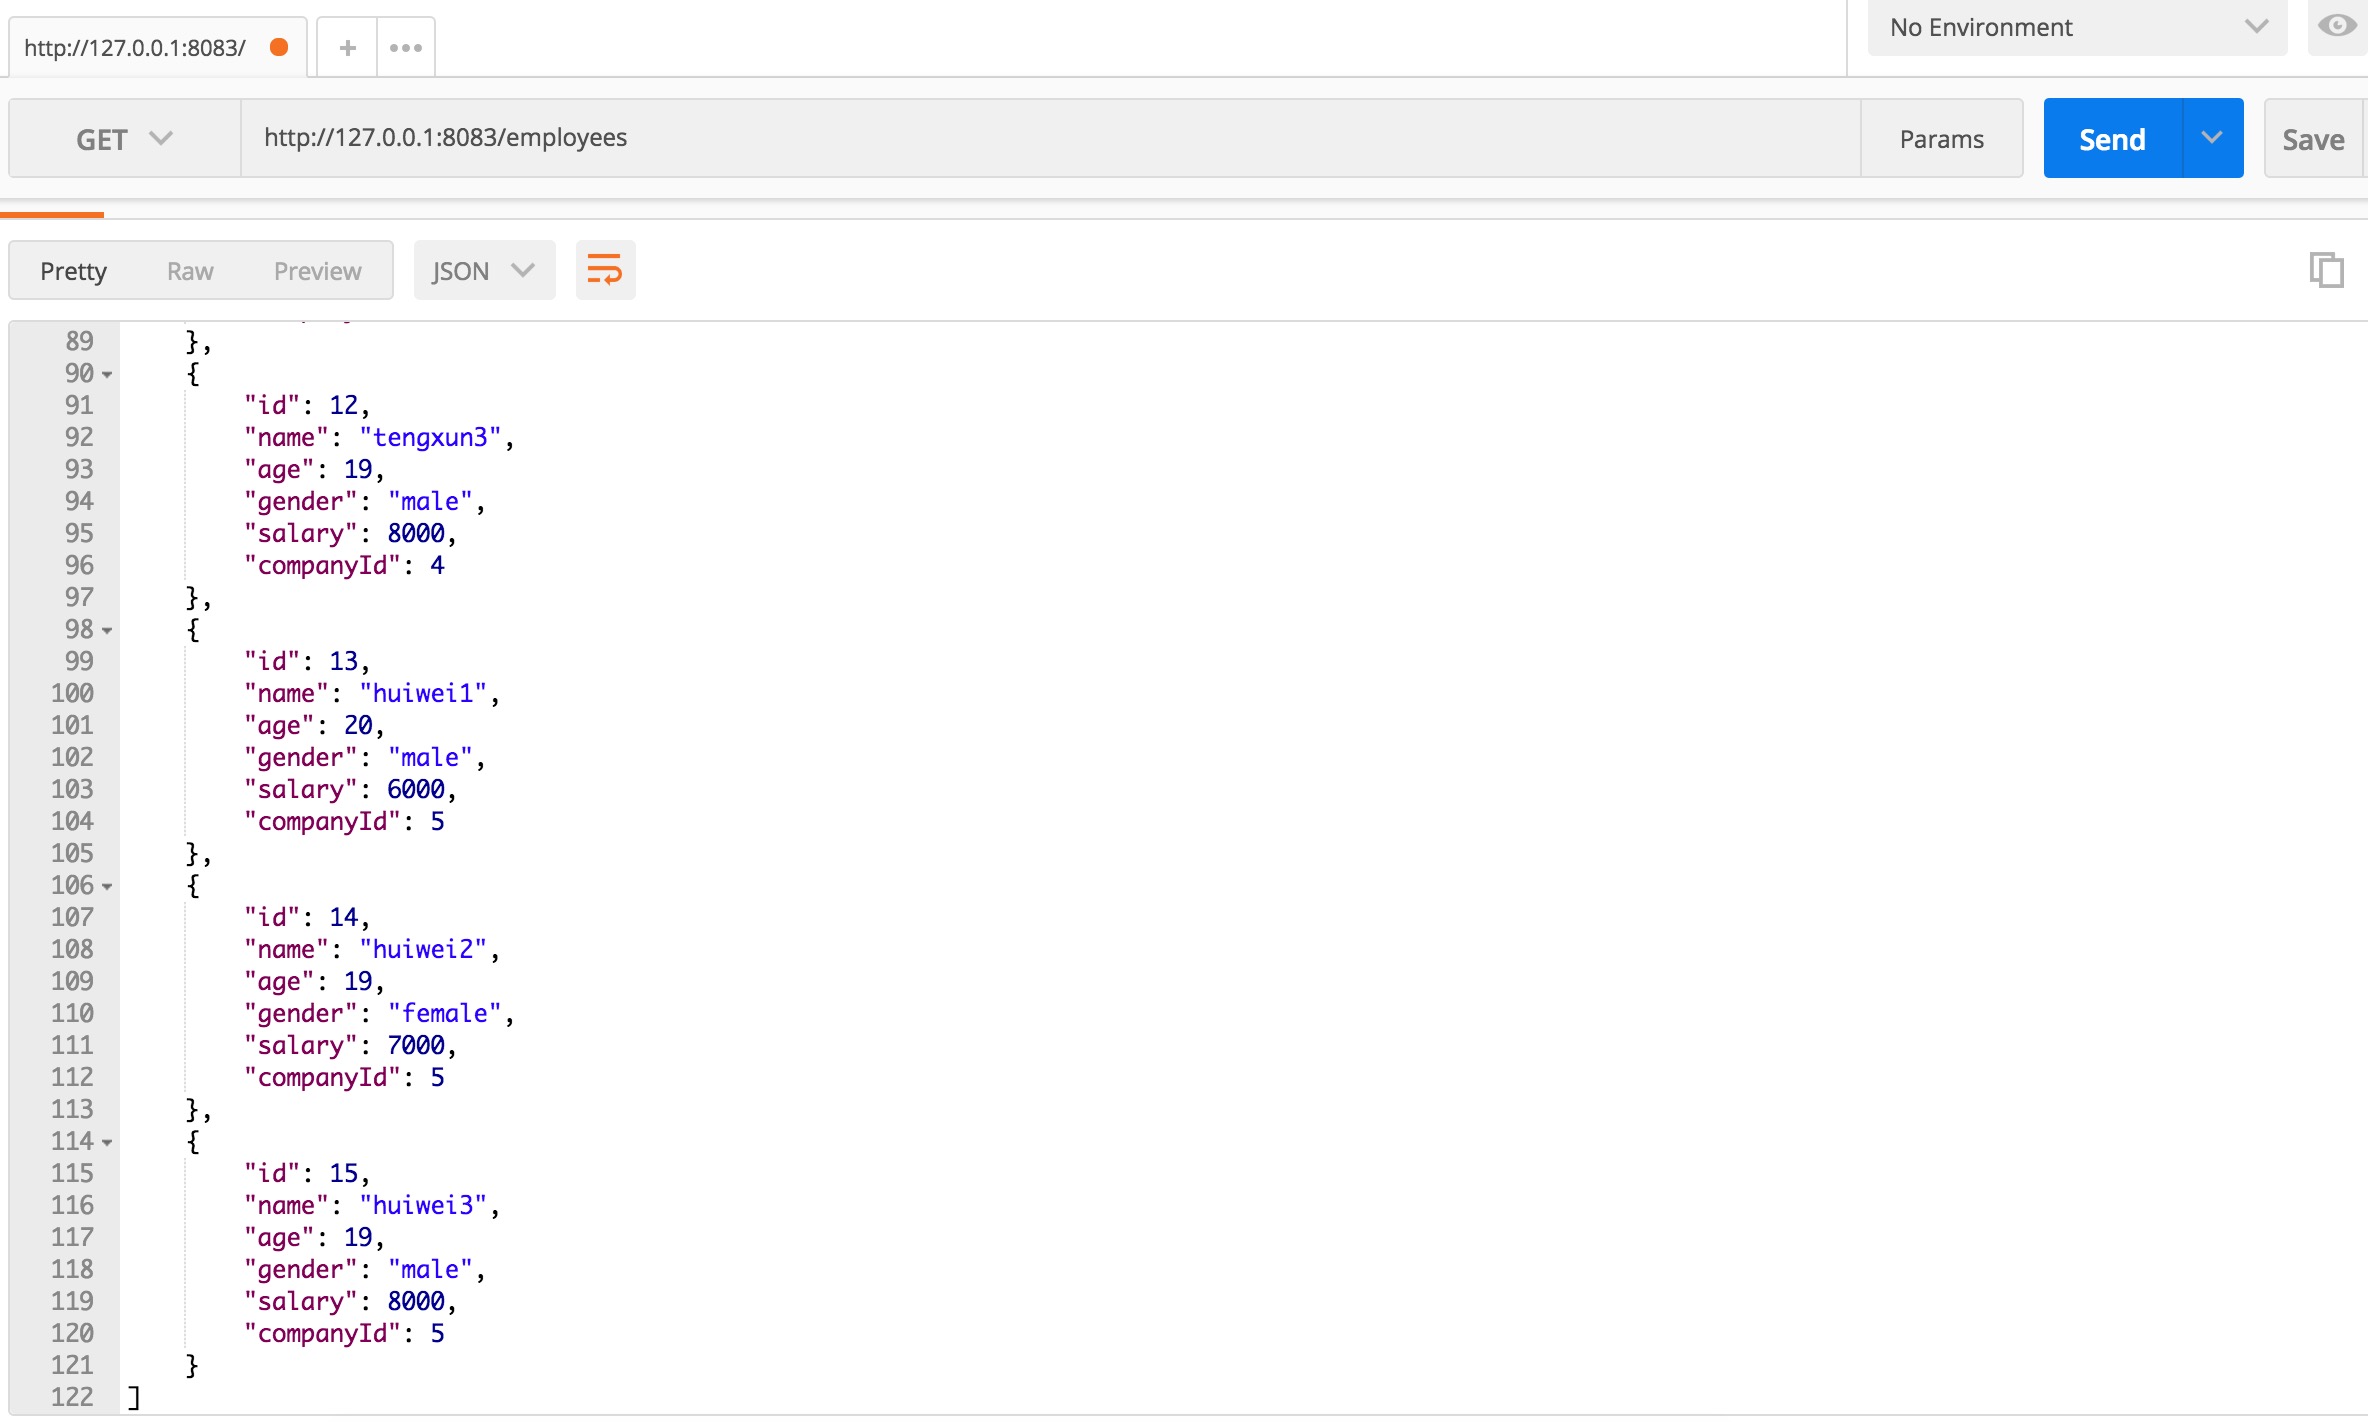 http://127.0.0.1:8083/
No Environment
GET
http://127.0.0.1:8083/employees
Params
Send
Save
Pretty Raw Preview
JSON
89 },
90 {
91 "id": 12,
92 "name": "tengxun3",
93 "age": 19,
94 "gender": "male",
95 "salary": 8000,
96 "companyId": 4
97 },
98 {
99 "id": 13,
100 "name": "huiwei1",
101 "age": 20,
102 "gender": "male",
103 "salary": 6000,
104 "companyId": 5
105 },
106 {
107 "id": 14,
108 "name": "huiwei2",
109 "age": 19,
110 "gender": "female",
111 "salary": 7000,
112 "companyId": 5
113 },
114 {
115 "id": 15,
116 "name": "huiwei3",
117 "age": 19,
118 "gender": "male",
119 "salary": 8000,
120 "companyId": 5
121 }
122 ]